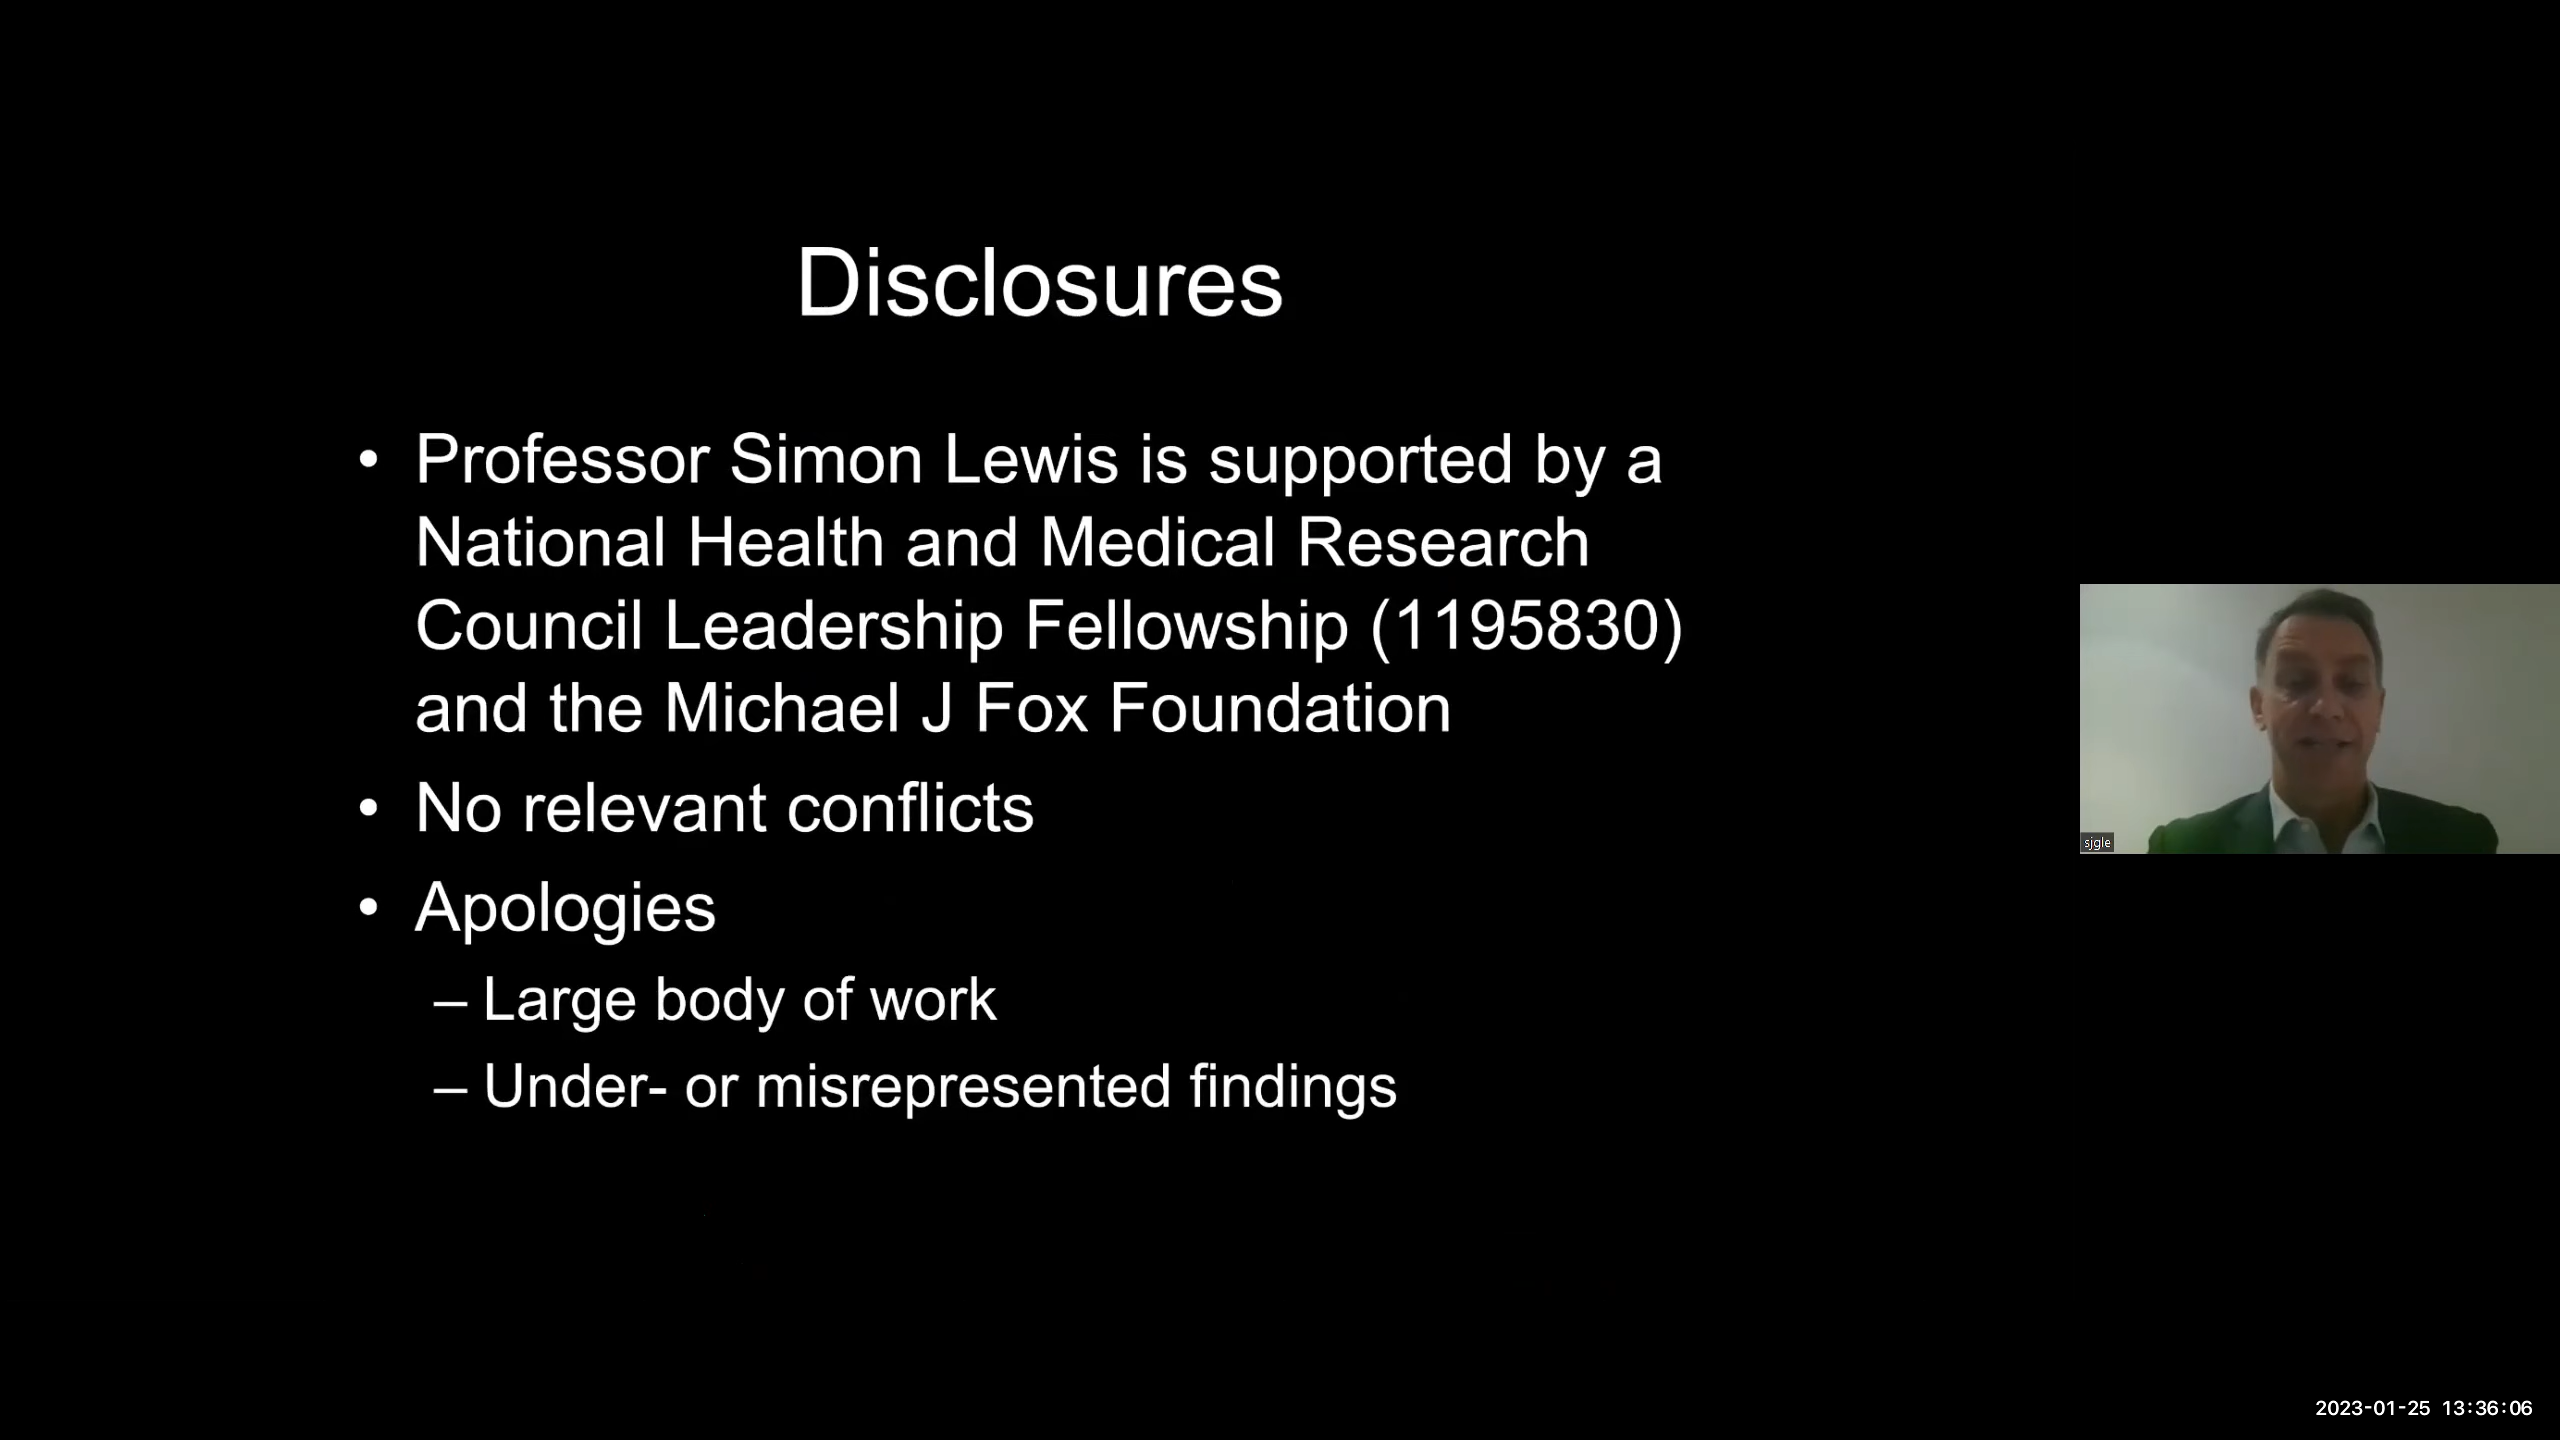 Disclosures
• Professor Simon Lewis is supported by a
National Health and Medical Research
Council Leadership Fellowship (1195830)
and the Michael J Fox Foundation
• No relevant conflicts
• Apologies
– Large body of work
– Under- or misrepresented findings
sjgle
2023-01-25 13:36:06